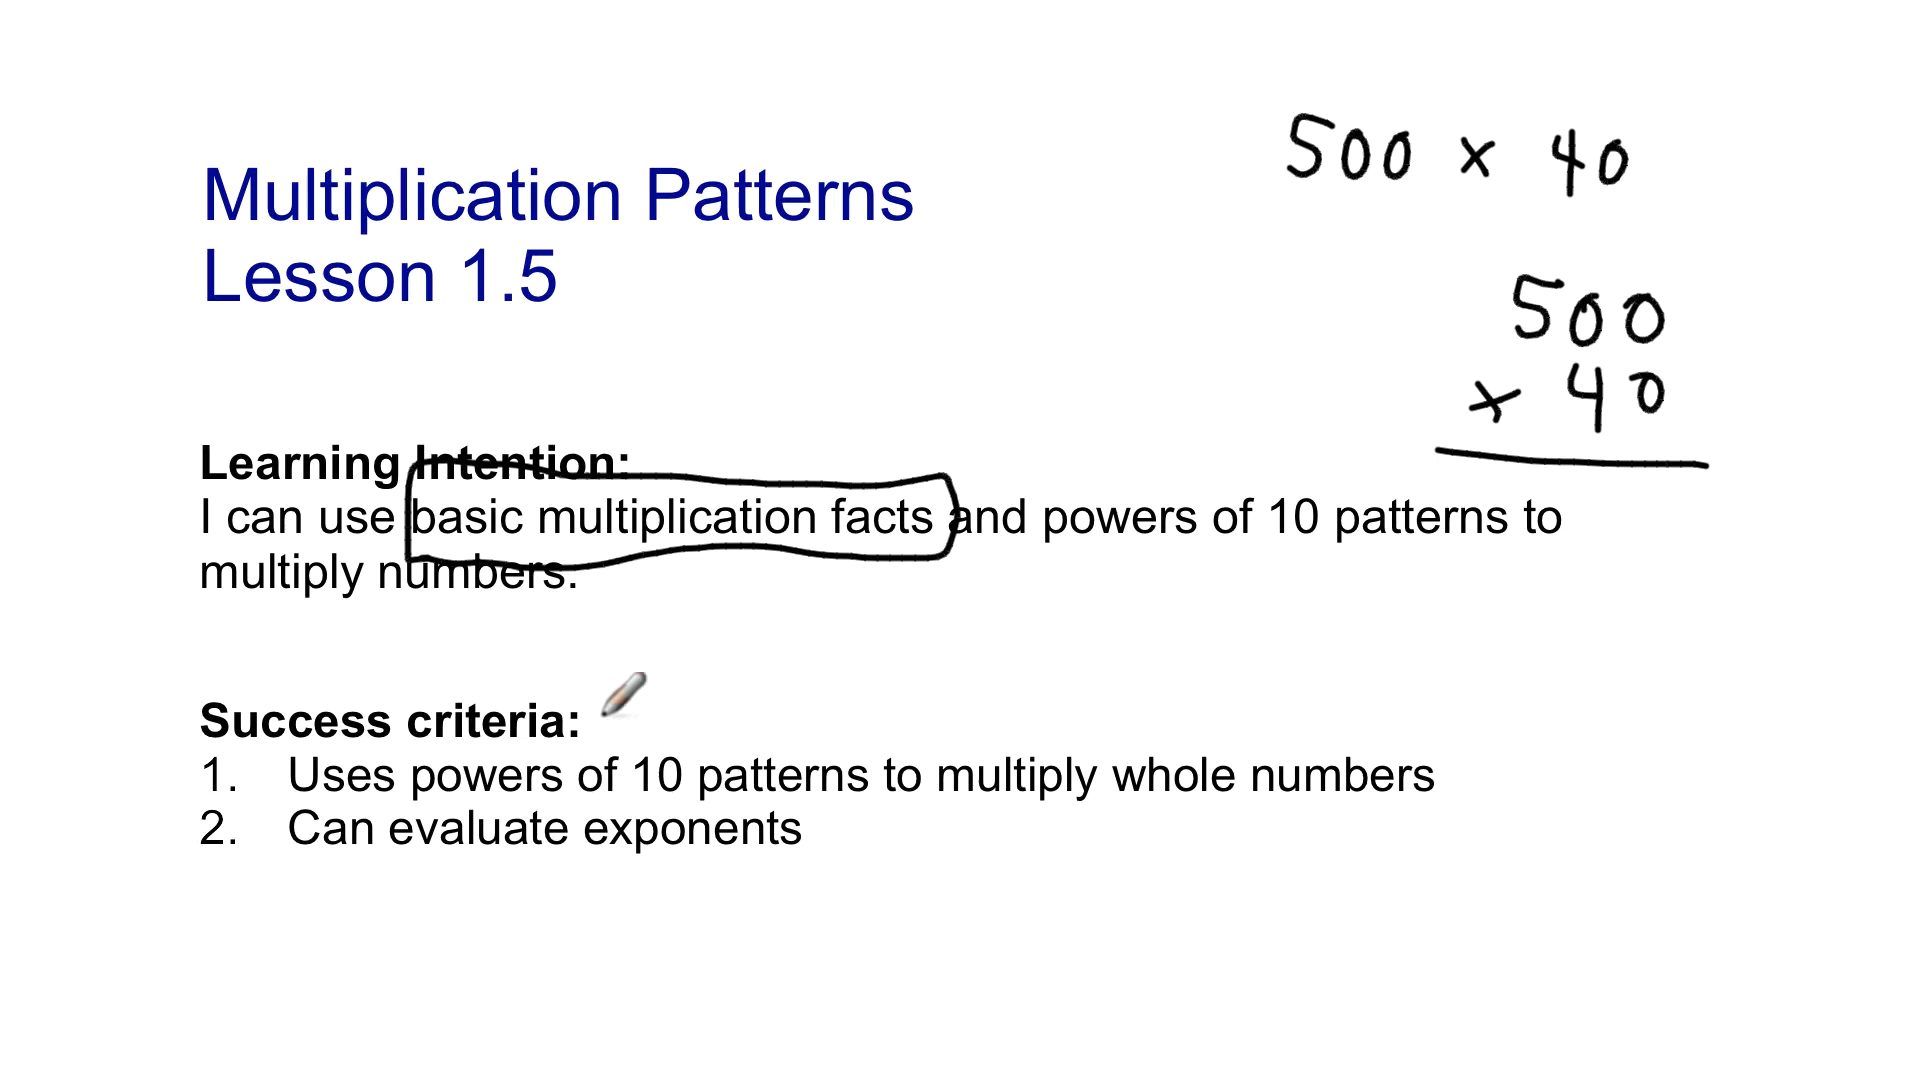 Multiplication Patterns
Lesson 1.5
500 x 40
500
x 40
Learning Intention:
I can use basic multiplication facts and powers of 10 patterns to
multiply numbers.
Success criteria:
1. Uses powers of 10 patterns to multiply whole numbers
2. Can evaluate exponents